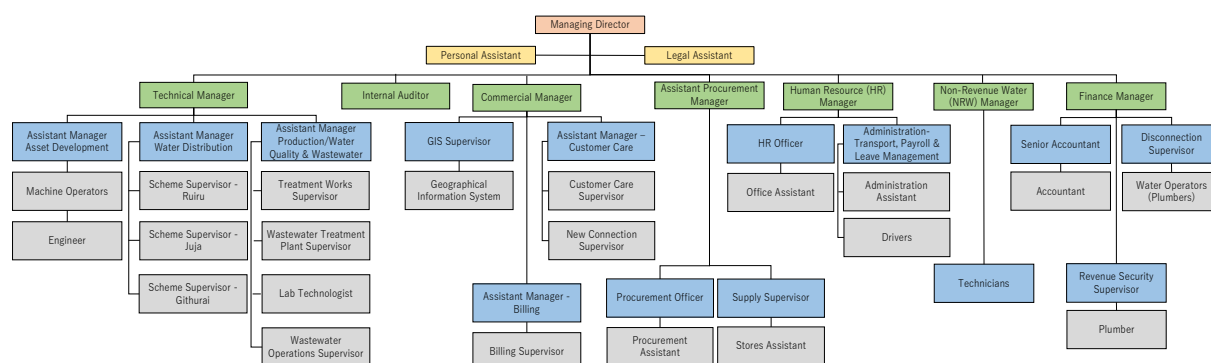 Managing Director
Personal Assistant
Legal Assistant
Technical Manager
Internal Auditor
Commercial Manager
Assistant Procurement
Manager
Human Resource (HR)
Manager
Non-Revenue Water
(NRW) Manager
Finance Manager
Assistant Manager
Asset Development
Assistant Manager
Water Distribution
Assistant Manager
Production/Water
Quality & Wastewater
GIS Supervisor
Assistant Manager –
Customer Care
HR Officer
Administration-
Transport, Payroll &
Leave Management
Senior Accountant
Disconnection
Supervisor
Machine Operators
Scheme Supervisor -
Ruiru
Treatment Works
Supervisor
Geographical
Information System
Customer Care
Supervisor
Office Assistant
Administration
Assistant
Accountant
Water Operators
(Plumbers)
Engineer
Scheme Supervisor -
Juja
Wastewater Treatment
Plant Supervisor
New Connection
Supervisor
Drivers
Scheme Supervisor -
Githurai
Lab Technologist
Assistant Manager -
Billing
Procurement Officer
Supply Supervisor
Technicians
Revenue Security
Supervisor
Wastewater
Operations Supervisor
Billing Supervisor
Procurement
Assistant
Stores Assistant
Plumber